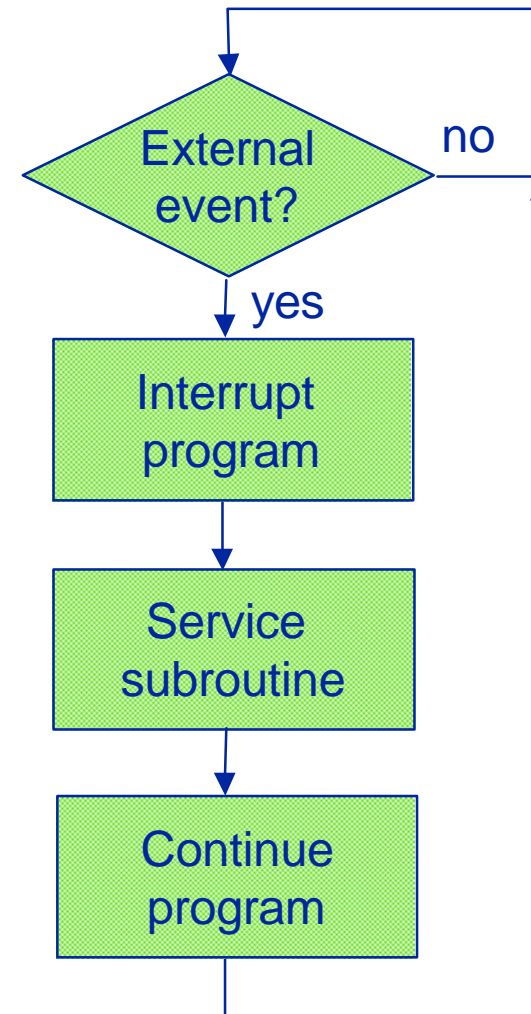 External
event?
no
yes
Interrupt
program
Service
subroutine
Continue
program